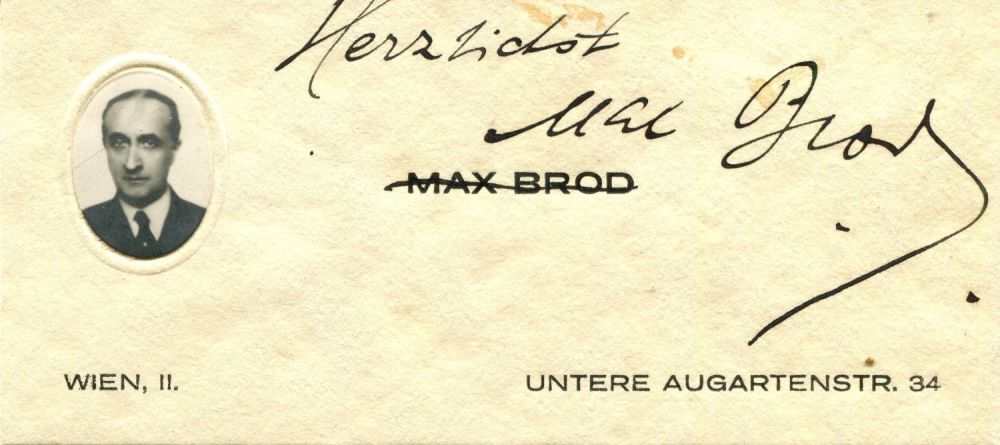 Herzlichst
Max Brod
MAX BROD
WIEN, II.
UNTERE AUGARTENSTR. 34